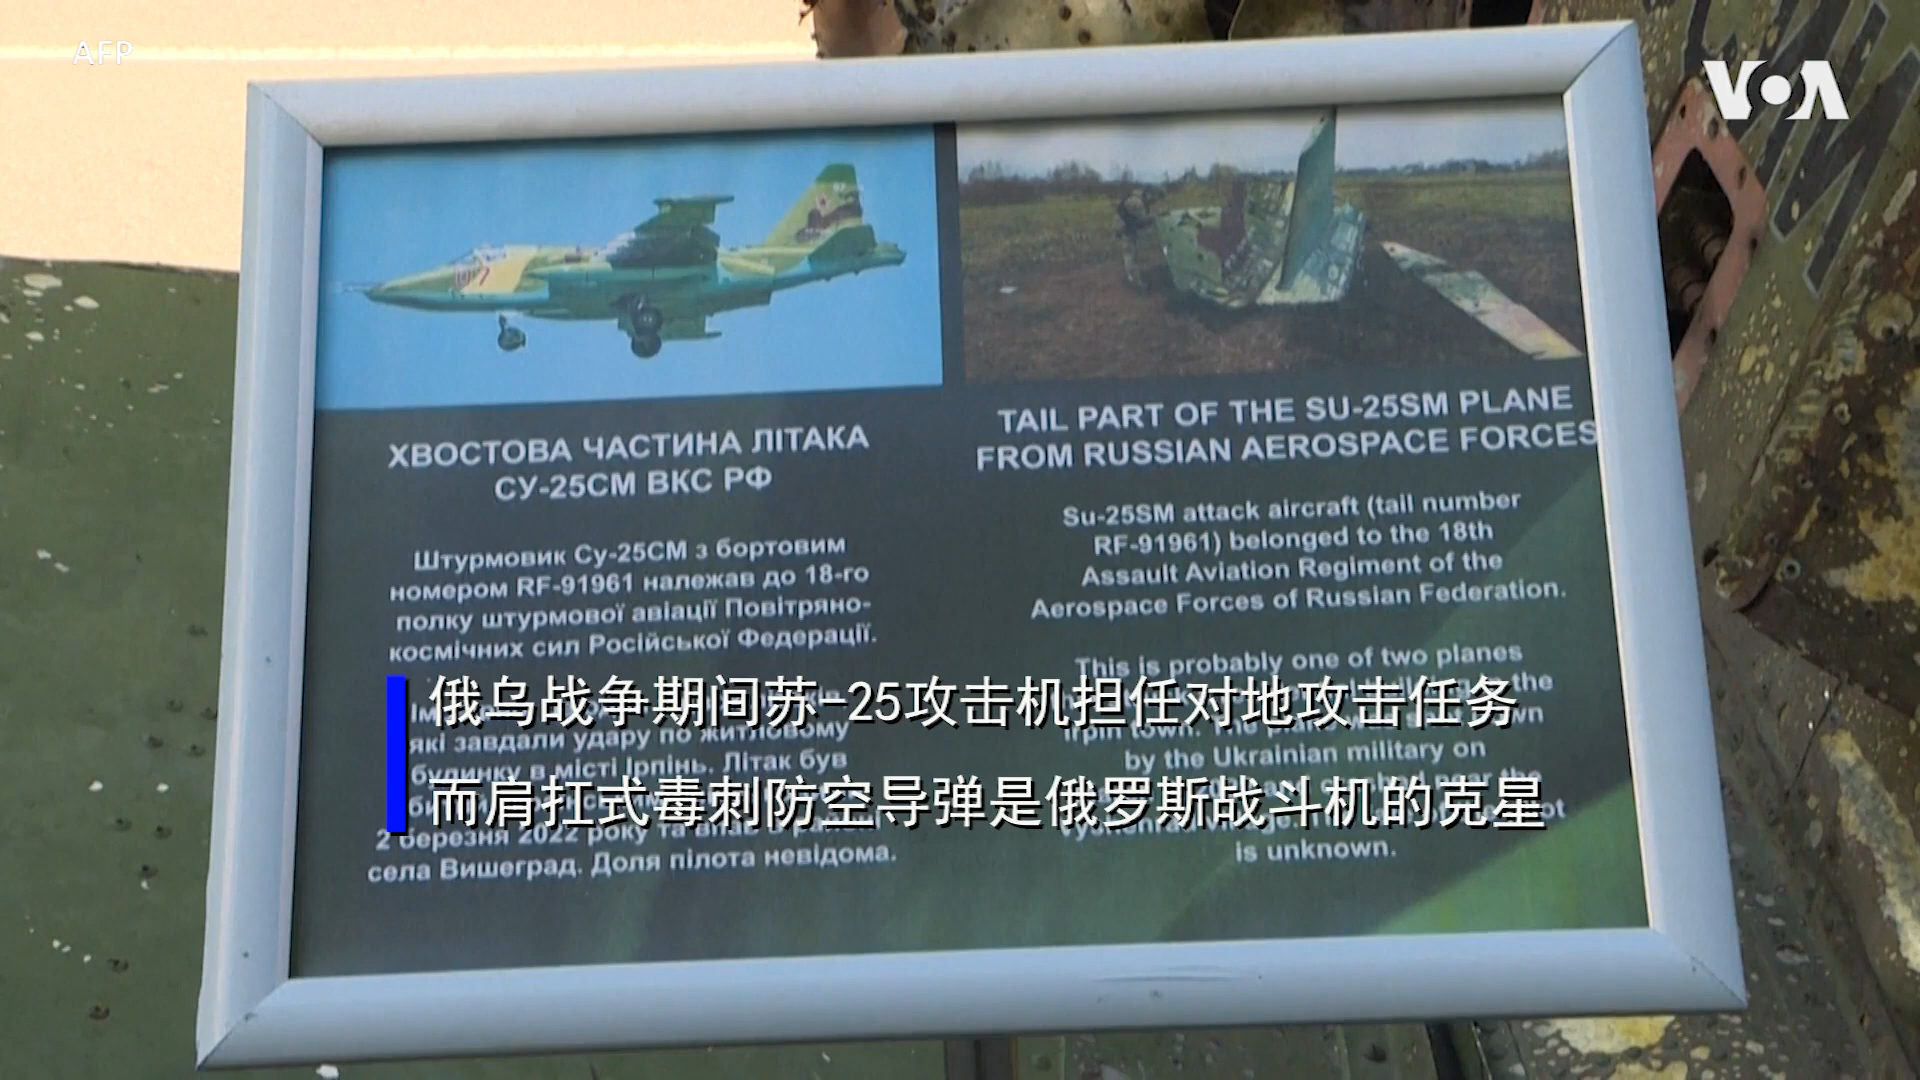 AFP
VOA
ХВОСТОВА ЧАСТИНА ЛІТАКА
СУ-25СМ ВКС РФ
Штурмовик Су-25СМ з бортовим
номером RF-91961 належав до 18-го
полку штурмової авіації Повітряно-
космічних сил Російської Федерації.
які завдали удару по житловому
будинку в місті Ірпінь. Літак був
2 березня 2022 року та
села Вишеград. Доля пілота невідома.
TAIL PART OF THE SU-25SM PLANE
FROM RUSSIAN AEROSPACE FORCES
Su-25SM attack aircraft (tail number
RF-91961) belonged to the 18th
Assault Aviation Regiment of the
Aerospace Forces of Russian Federation.
This is probably one of two planes
the
Irpin town. The
by the Ukrainian military on
near the
is unknown.
俄乌战争期间苏-25攻击机担任对地攻击任务
而肩扛式毒刺防空导弹是俄罗斯战斗机的克星